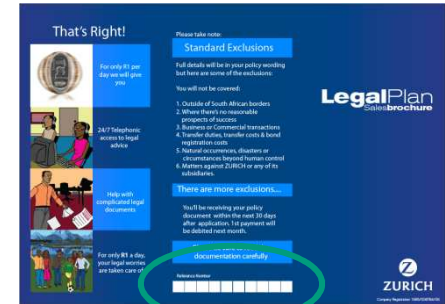 That's Right!
For only R1 per
day we will give
you
24/7 Telephonic
access to legal
advice
Help with
complicated legal
documents
For only R1 a day,
your legal worries
are taken care of
Please take note:
Standard Exclusions
Full details will be in your policy wording
but here are some of the exclusions:
You will not be covered:
1. Outside of South African borders
2. Where there's no reasonable
prospects of success
3. Business or Commercial transactions
4. Transfer duties, transfer costs & bond
registration costs
5. Natural occurrences, disasters or
circumstances beyond human control
6. Matters against ZURICH or any of its
subsidiaries.
There are more exclusions....
You'll be receiving your policy
document within the next 30 days
after application. 1st payment will
be debited next month.
documentation carefully
Reference Number
LegalPlan
Salesbrochure
ZURICH